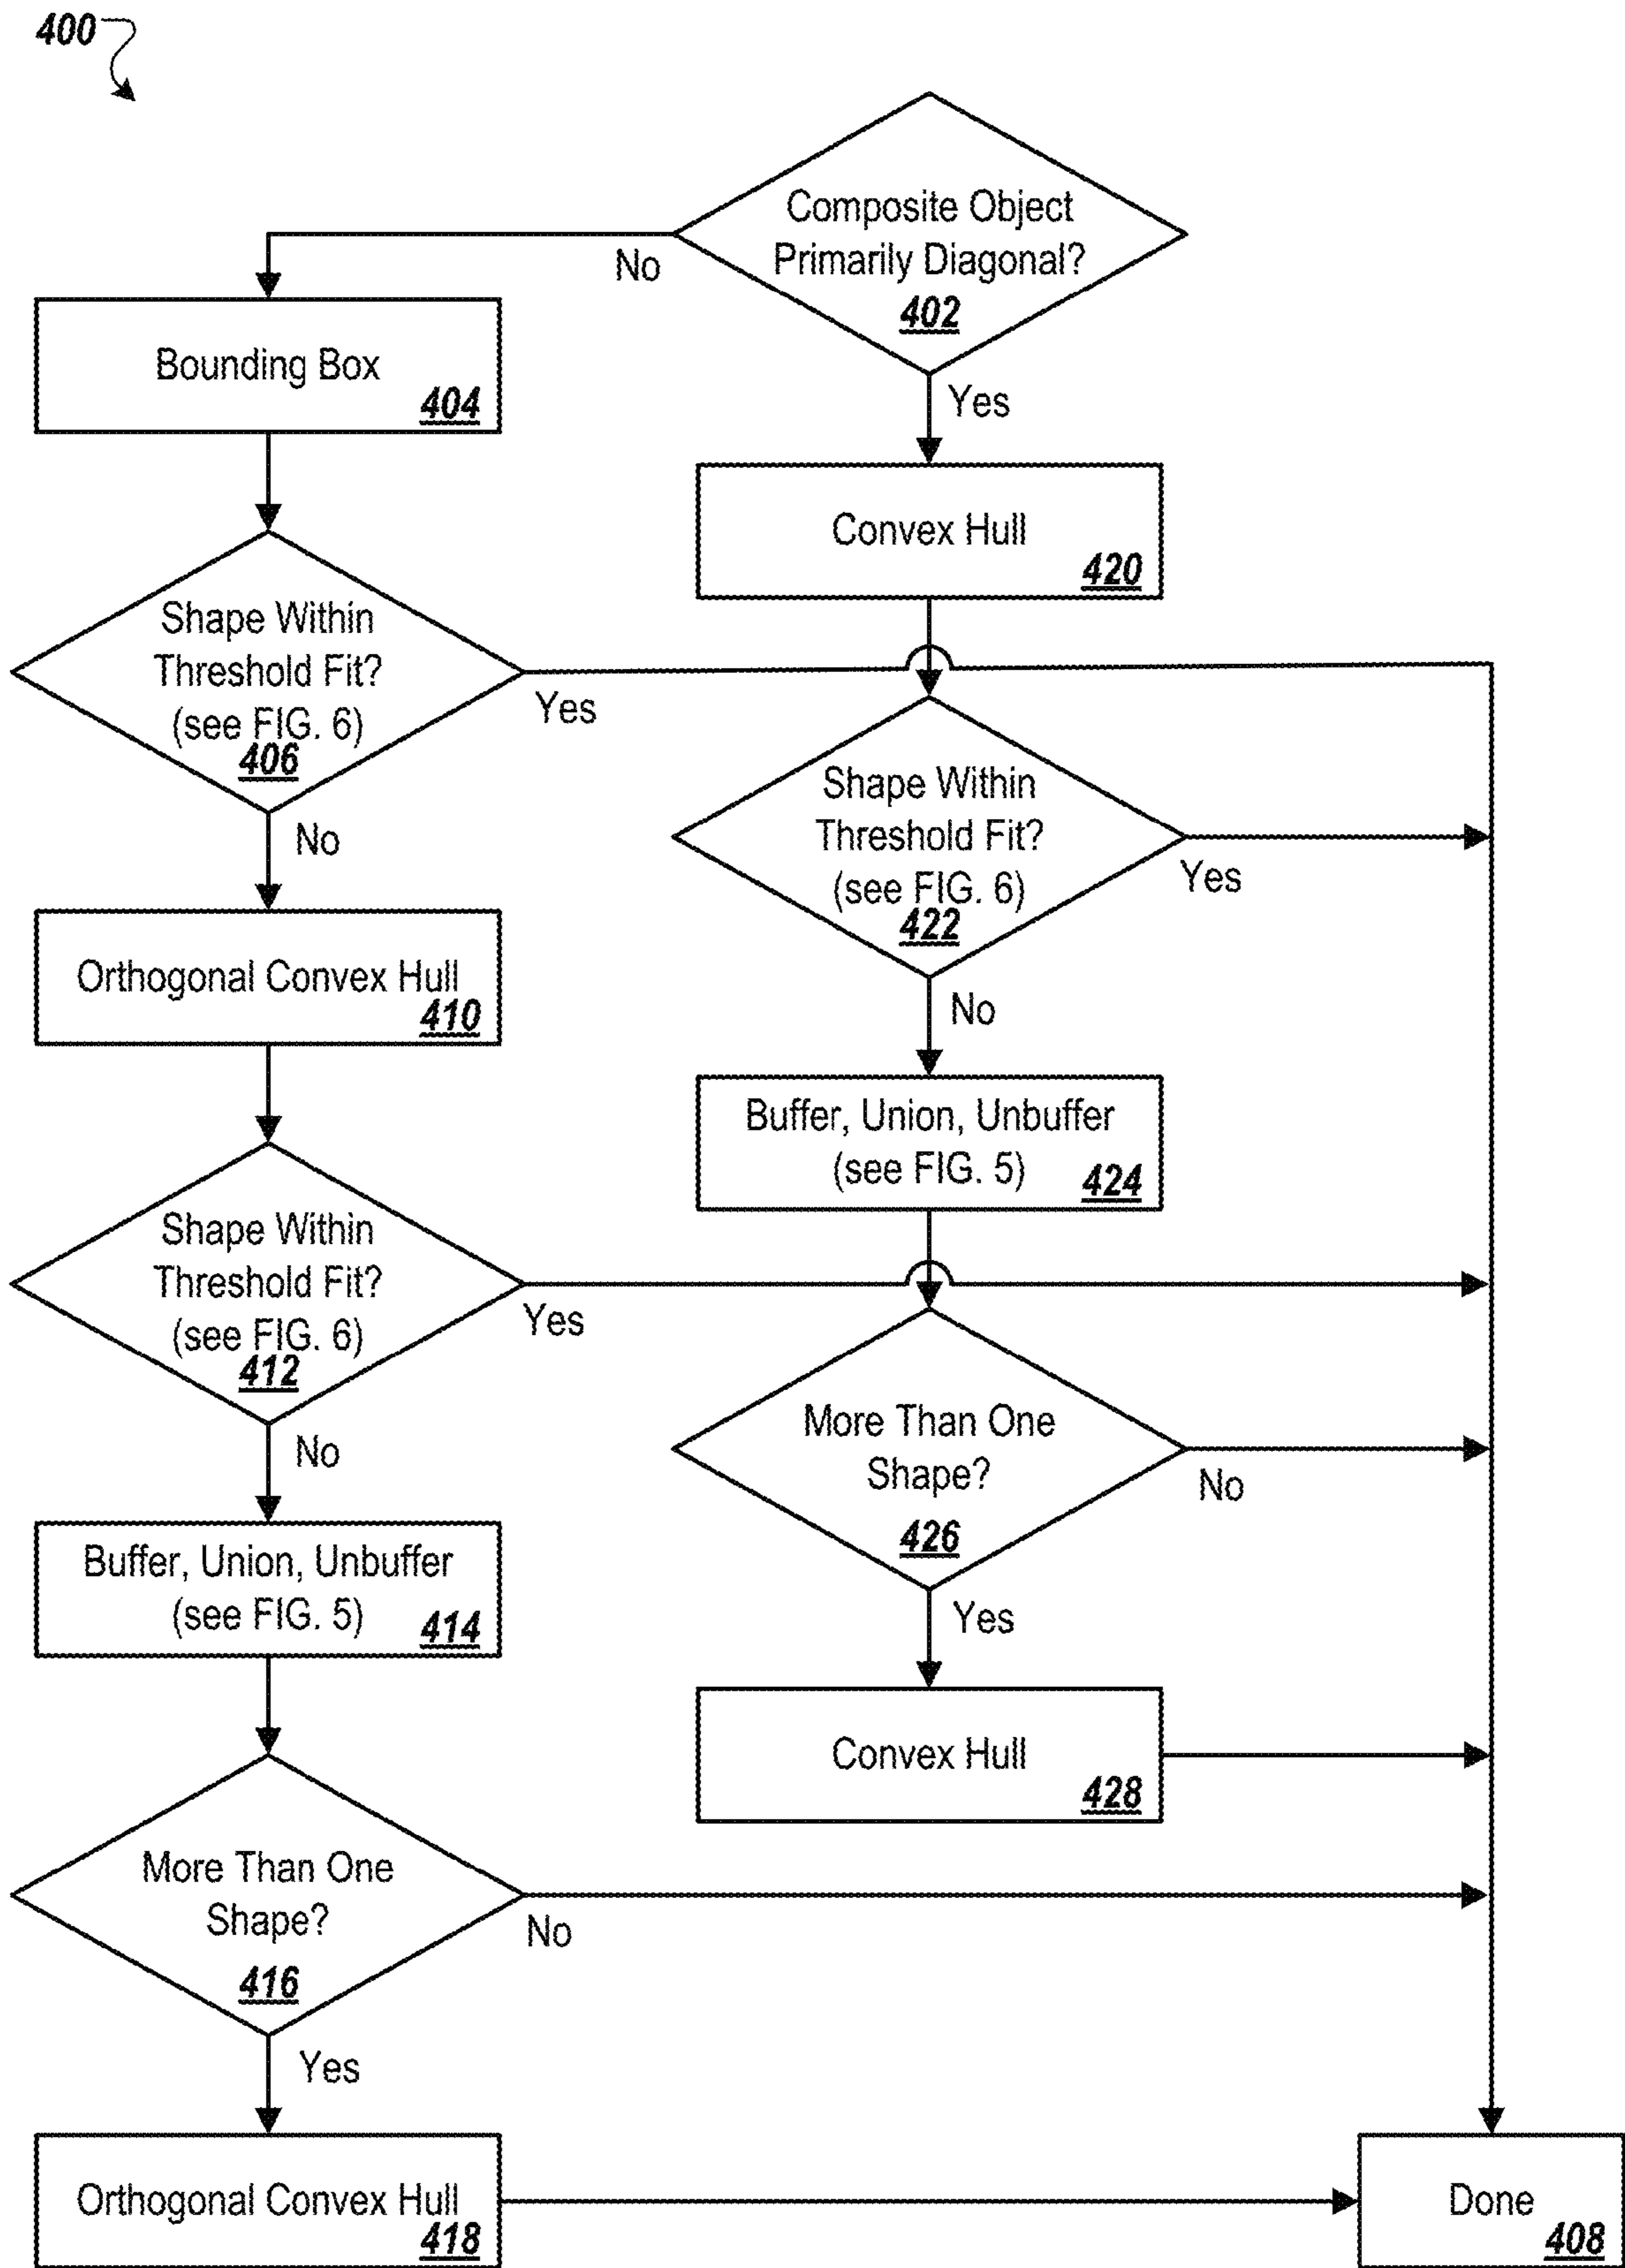 400
Composite Object
Primarily Diagonal?
402
No
Yes
Bounding Box
404
Convex Hull
420
Shape Within
Threshold Fit?
(see FIG. 6)
406
Yes
No
Shape Within
Threshold Fit?
(see FIG. 6)
422
Yes
No
Orthogonal Convex Hull
410
Buffer, Union, Unbuffer
(see FIG. 5)
424
Shape Within
Threshold Fit?
(see FIG. 6)
412
Yes
No
More Than One
Shape?
426
No
Yes
Buffer, Union, Unbuffer
(see FIG. 5)
414
Convex Hull
428
More Than One
Shape?
416
No
Yes
Orthogonal Convex Hull
418
Done
408